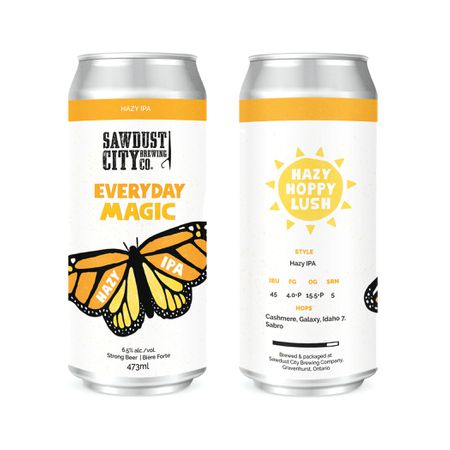 HAZY IPA
SAWDUST
CITY BREWING CO.
EVERYDAY
MAGIC
HAZY IPA
6.5% alc./vol.
Strong Beer | Bière Forte
473ml
HAZY
HOPPY
LUSH
STYLE
Hazy IPA
IBU FG OG SRM
45 4.0°P 15.5°P 5
HOPS
Cashmere, Galaxy, Idaho 7,
Sabro
Brewed & packaged at
Sawdust City Brewing Company,
Gravenhurst, Ontario